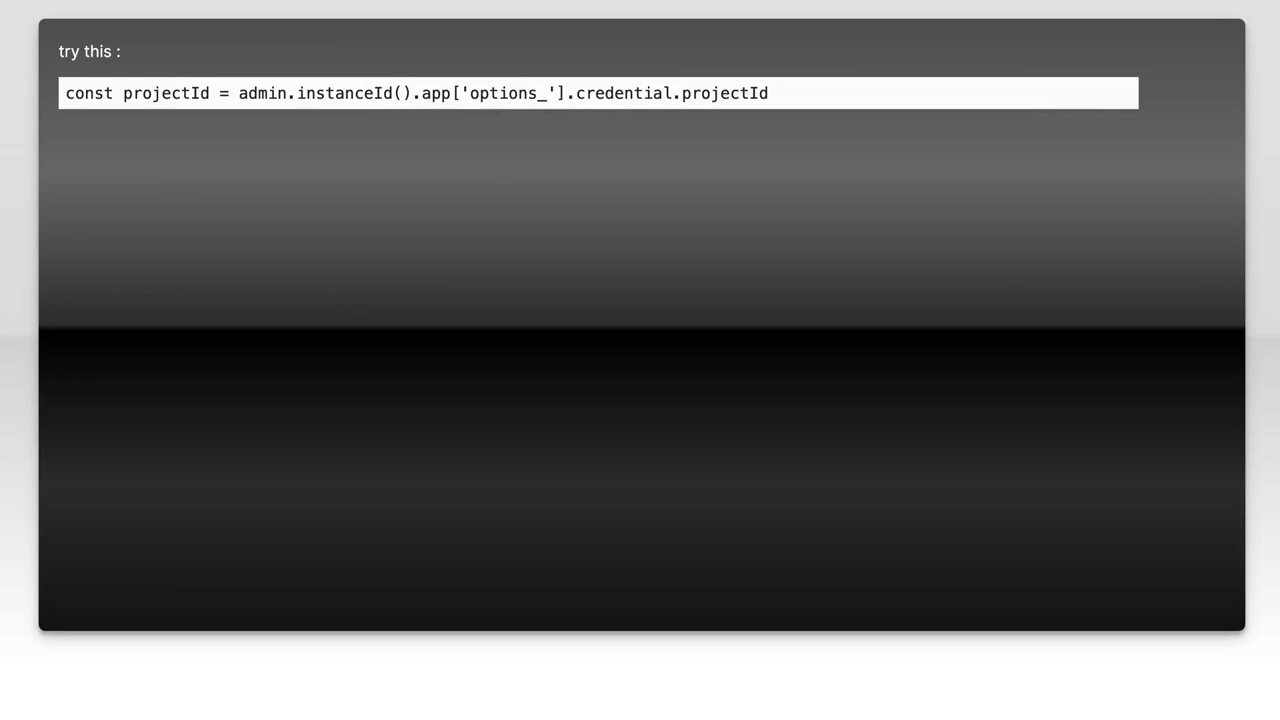 try this :
const projectId = admin.instanceId().app['options_'].credential.projectId